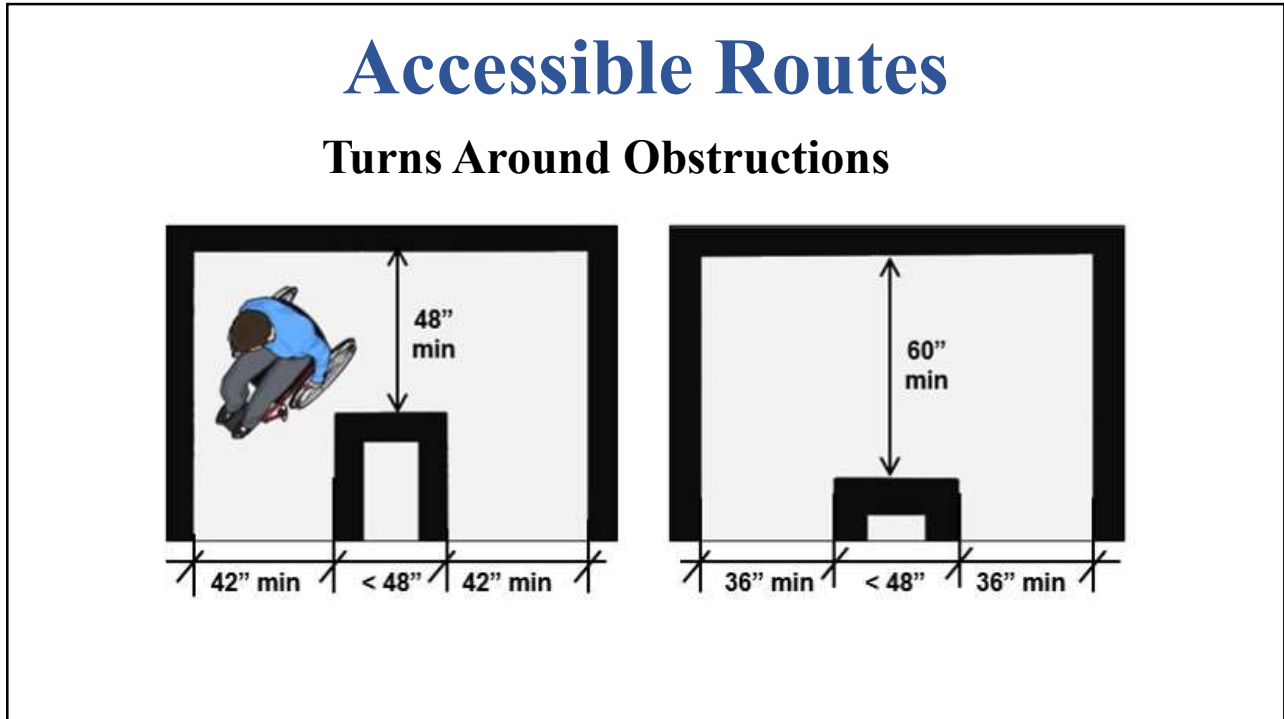 Accessible Routes
Turns Around Obstructions
48”
min
42” min
< 48”
42” min
60”
min
36” min
< 48”
36” min